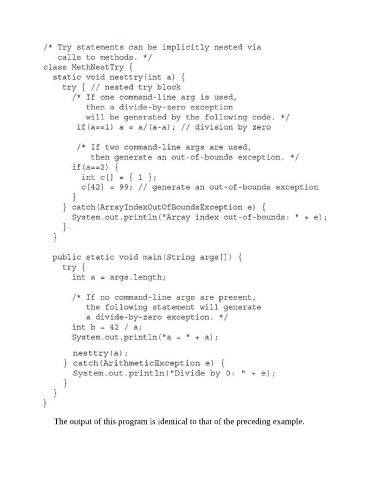 /* Try statements can be implicitly nested via
calls to methods. */
class MethNestTry {
static void nesttry(int a) {
try { // nested try block
/* If one command-line arg is used,
then a divide-by-zero exception
will be generated by the following code. */
if(a==1) a = a/(a-a); // division by zero
/* If two command-line args are used,
then generate an out-of-bounds exception. */
if(a==2) {
int c[] = { 1 };
c[42] = 99; // generate an out-of-bounds exception
}
} catch(ArrayIndexOutOfBoundsException e) {
System.out.println("Array index out-of-bounds: " + e);
}
}
public static void main(String args[]) {
try {
int a = args.length;
/* If no command-line args are present,
the following statement will generate
a divide-by-zero exception. */
int b = 42 / a;
System.out.println("a = " + a);
nesttry(a);
} catch(ArithmeticException e) {
System.out.println("Divide by 0: " + e);
}
}
}
The output of this program is identical to that of the preceding example.